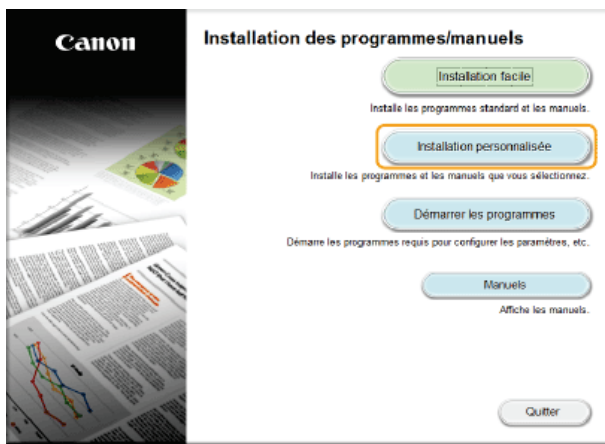 Canon
Installation des programmes/manuels
Installation facile
Installe les programmes standard et les manuels.
Installation personnalisée
Installe les programmes et les manuels que vous sélectionnez.
Démarrer les programmes
Démarre les programmes requis pour configurer les paramètres, etc.
Manuels
Affiche les manuels.
Quitter